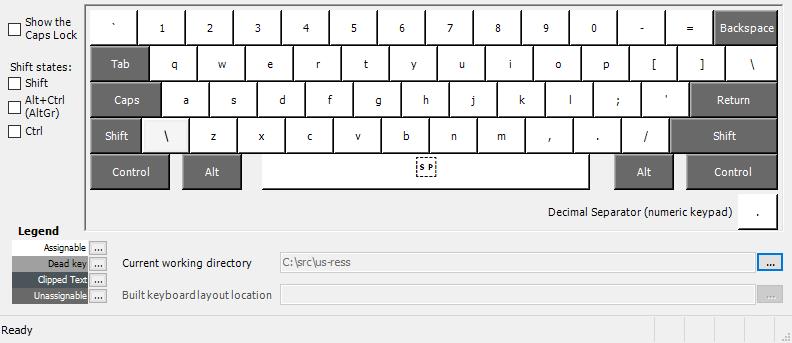 Show the
Caps Lock
Shift states:
Shift
Alt+Ctrl
(AltGr)
Ctrl
` 1 2 3 4 5 6 7 8 9 0 - = Backspace
Tab q w e r t y u i o p [ ] \
Caps a s d f g h j k l ; ' Return
Shift \ z x c v b n m , . / Shift
Control Alt SP Alt Control
Decimal Separator (numeric keypad) .
Legend
Assignable ...
Dead key ...
Clipped Text ...
Unassignable ...
Current working directory C:\src\us-ress ...
Built keyboard layout location ...
Ready